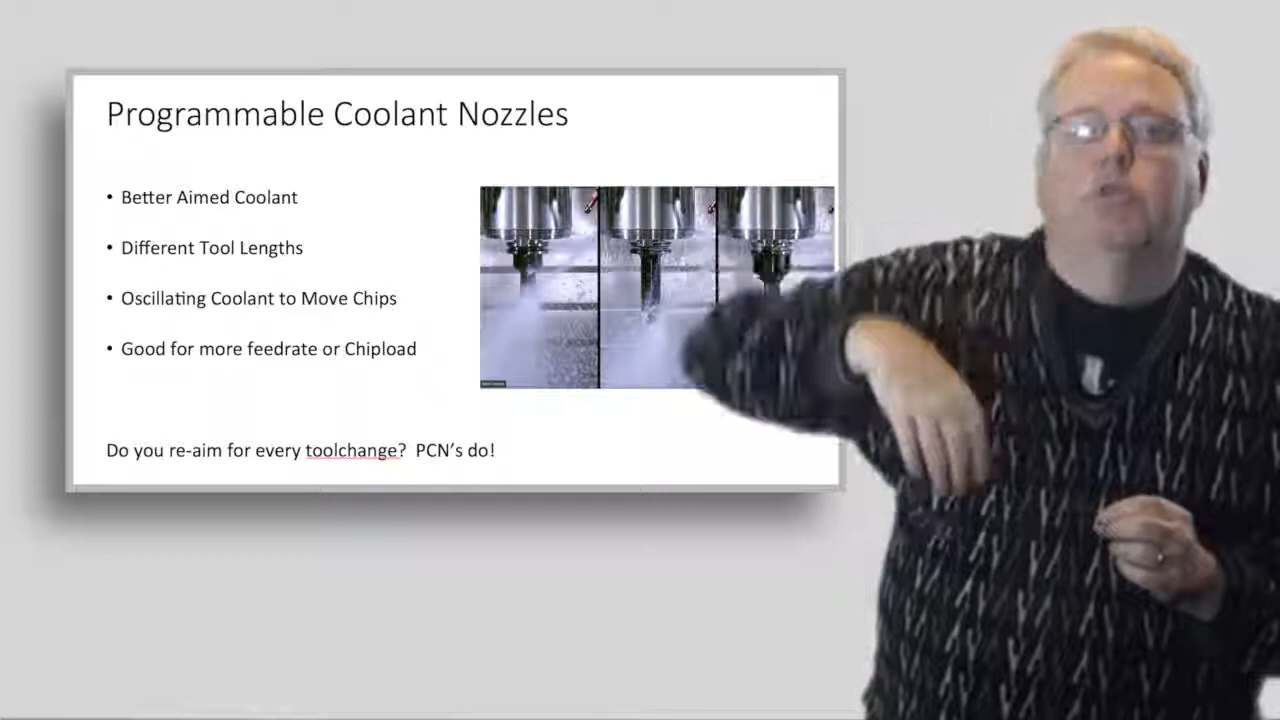 Programmable Coolant Nozzles
• Better Aimed Coolant
• Different Tool Lengths
• Oscillating Coolant to Move Chips
• Good for more feedrate or Chipload
Do you re-aim for every toolchange? PCN's do!